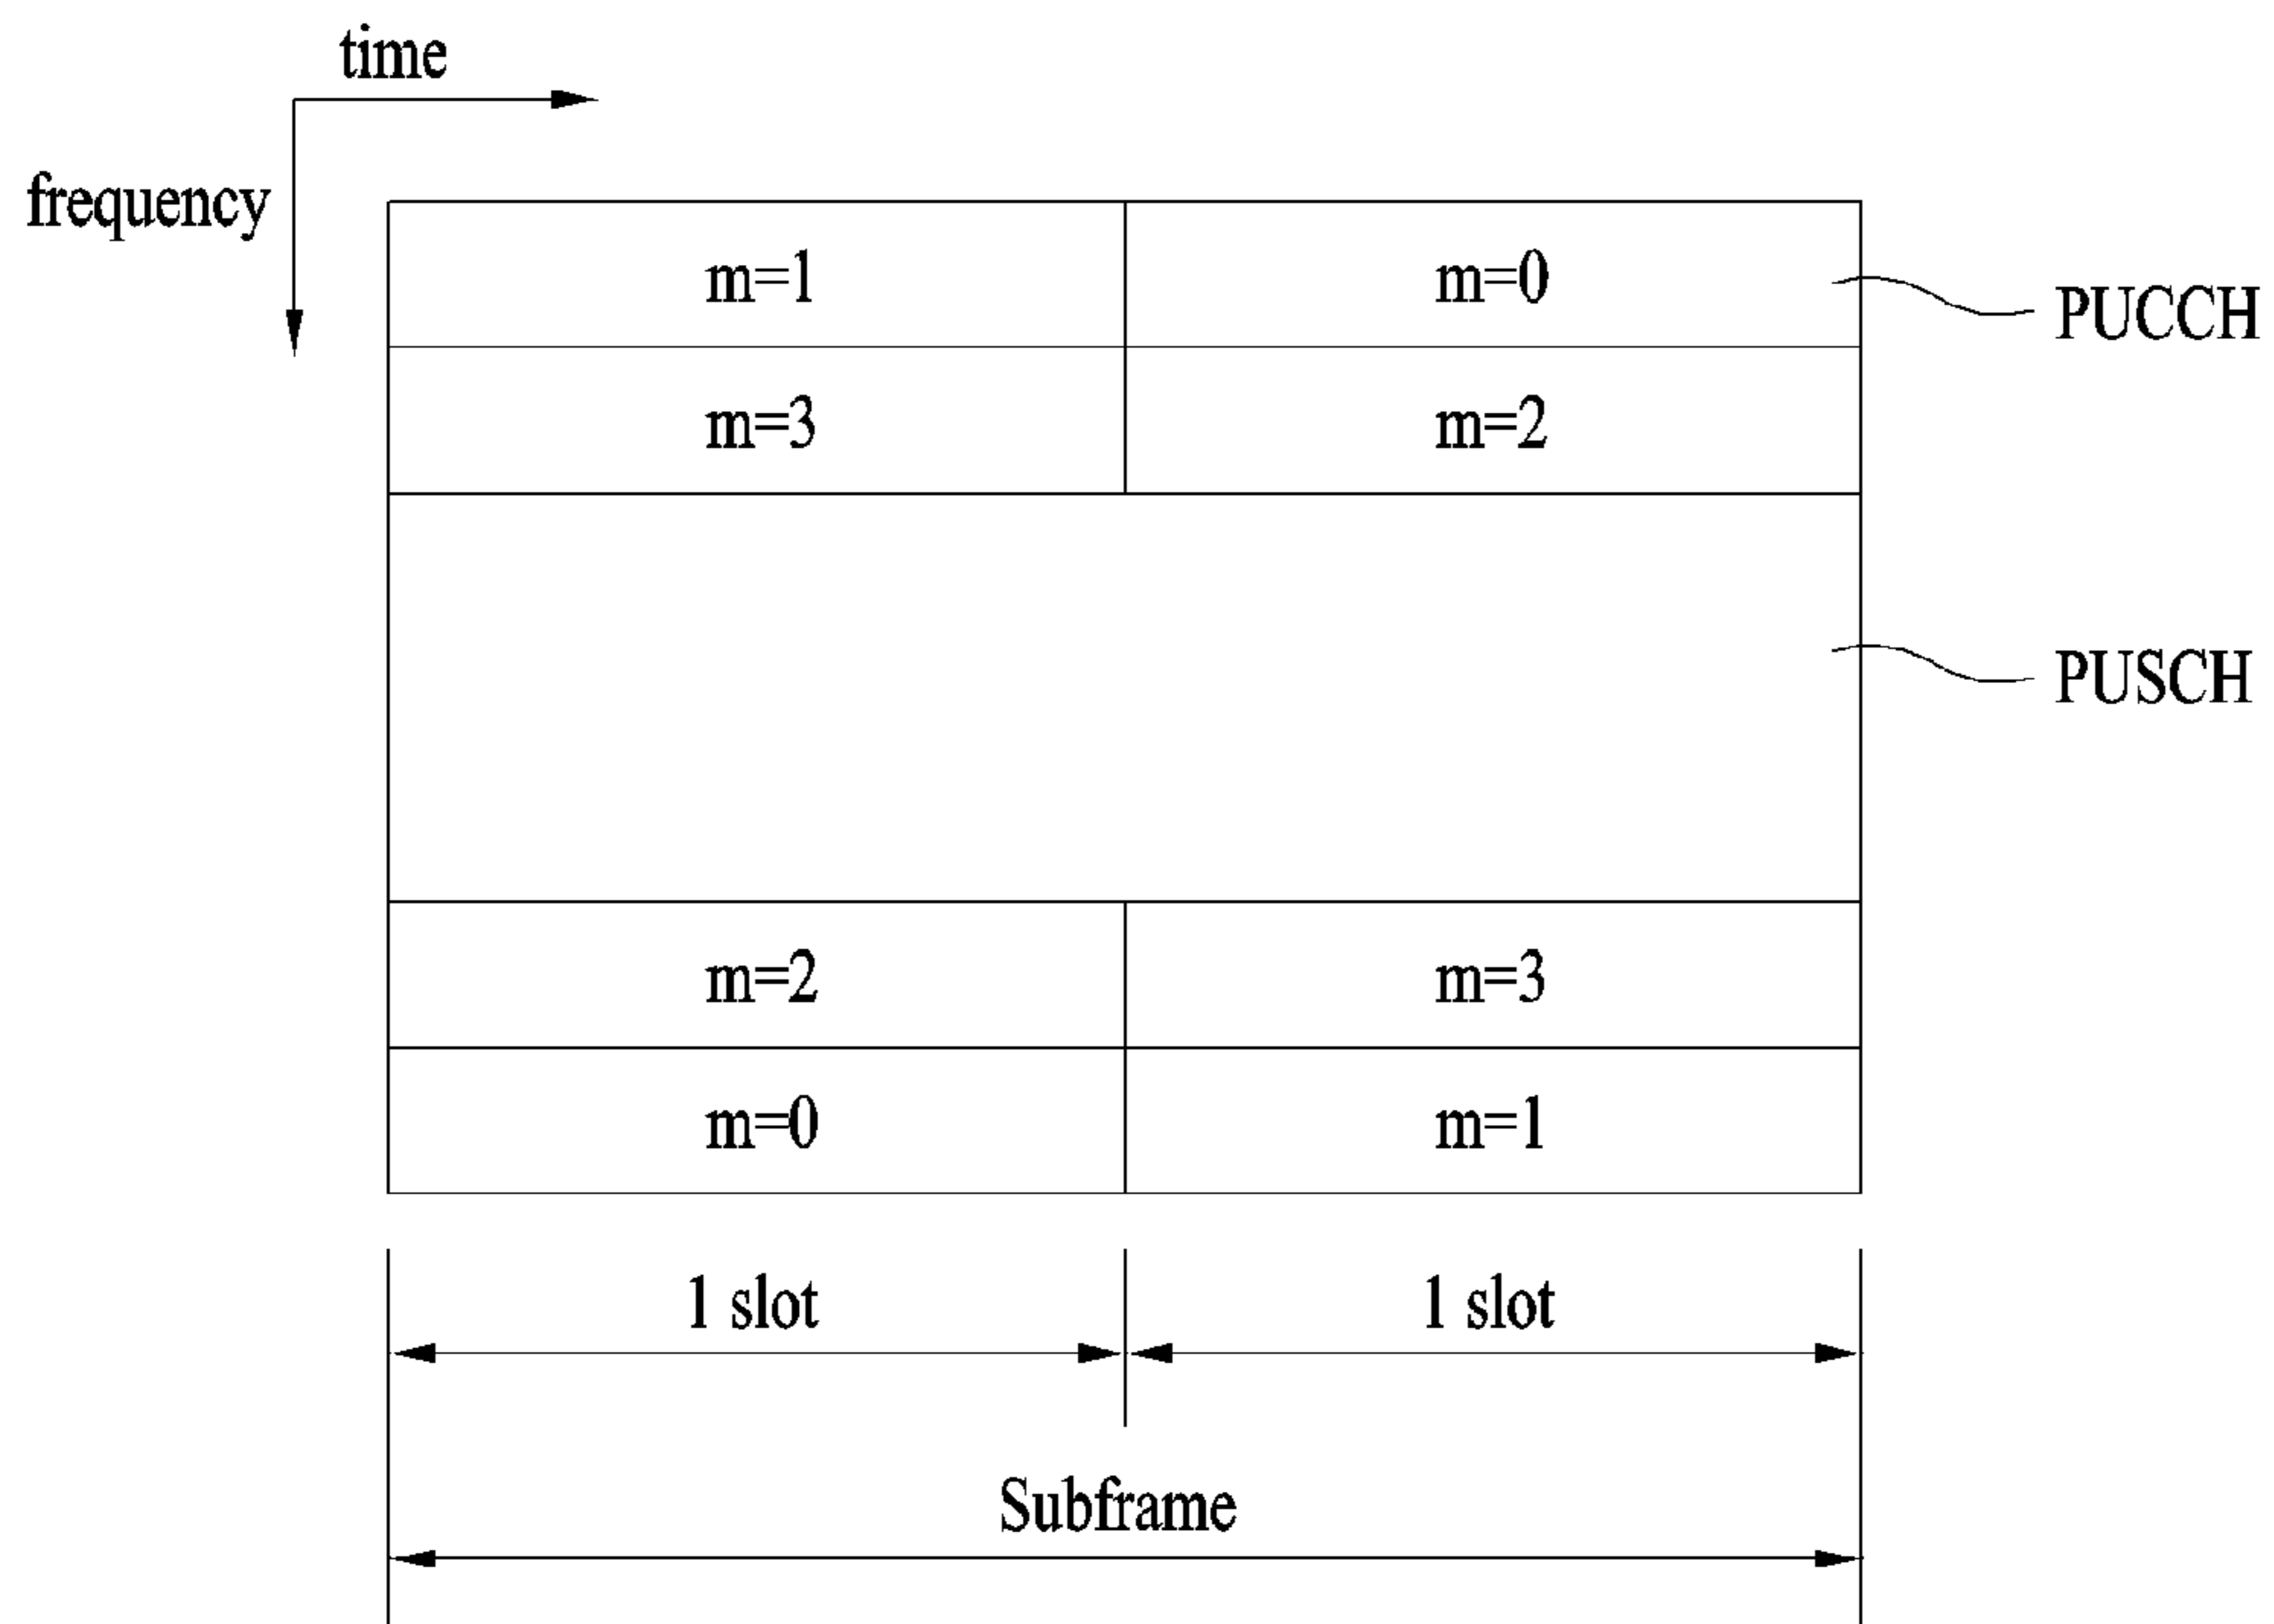 time
frequency
m=1
m=0
PUCCH
m=3
m=2
PUSCH
m=2
m=3
m=0
m=1
1 slot
1 slot
Subframe